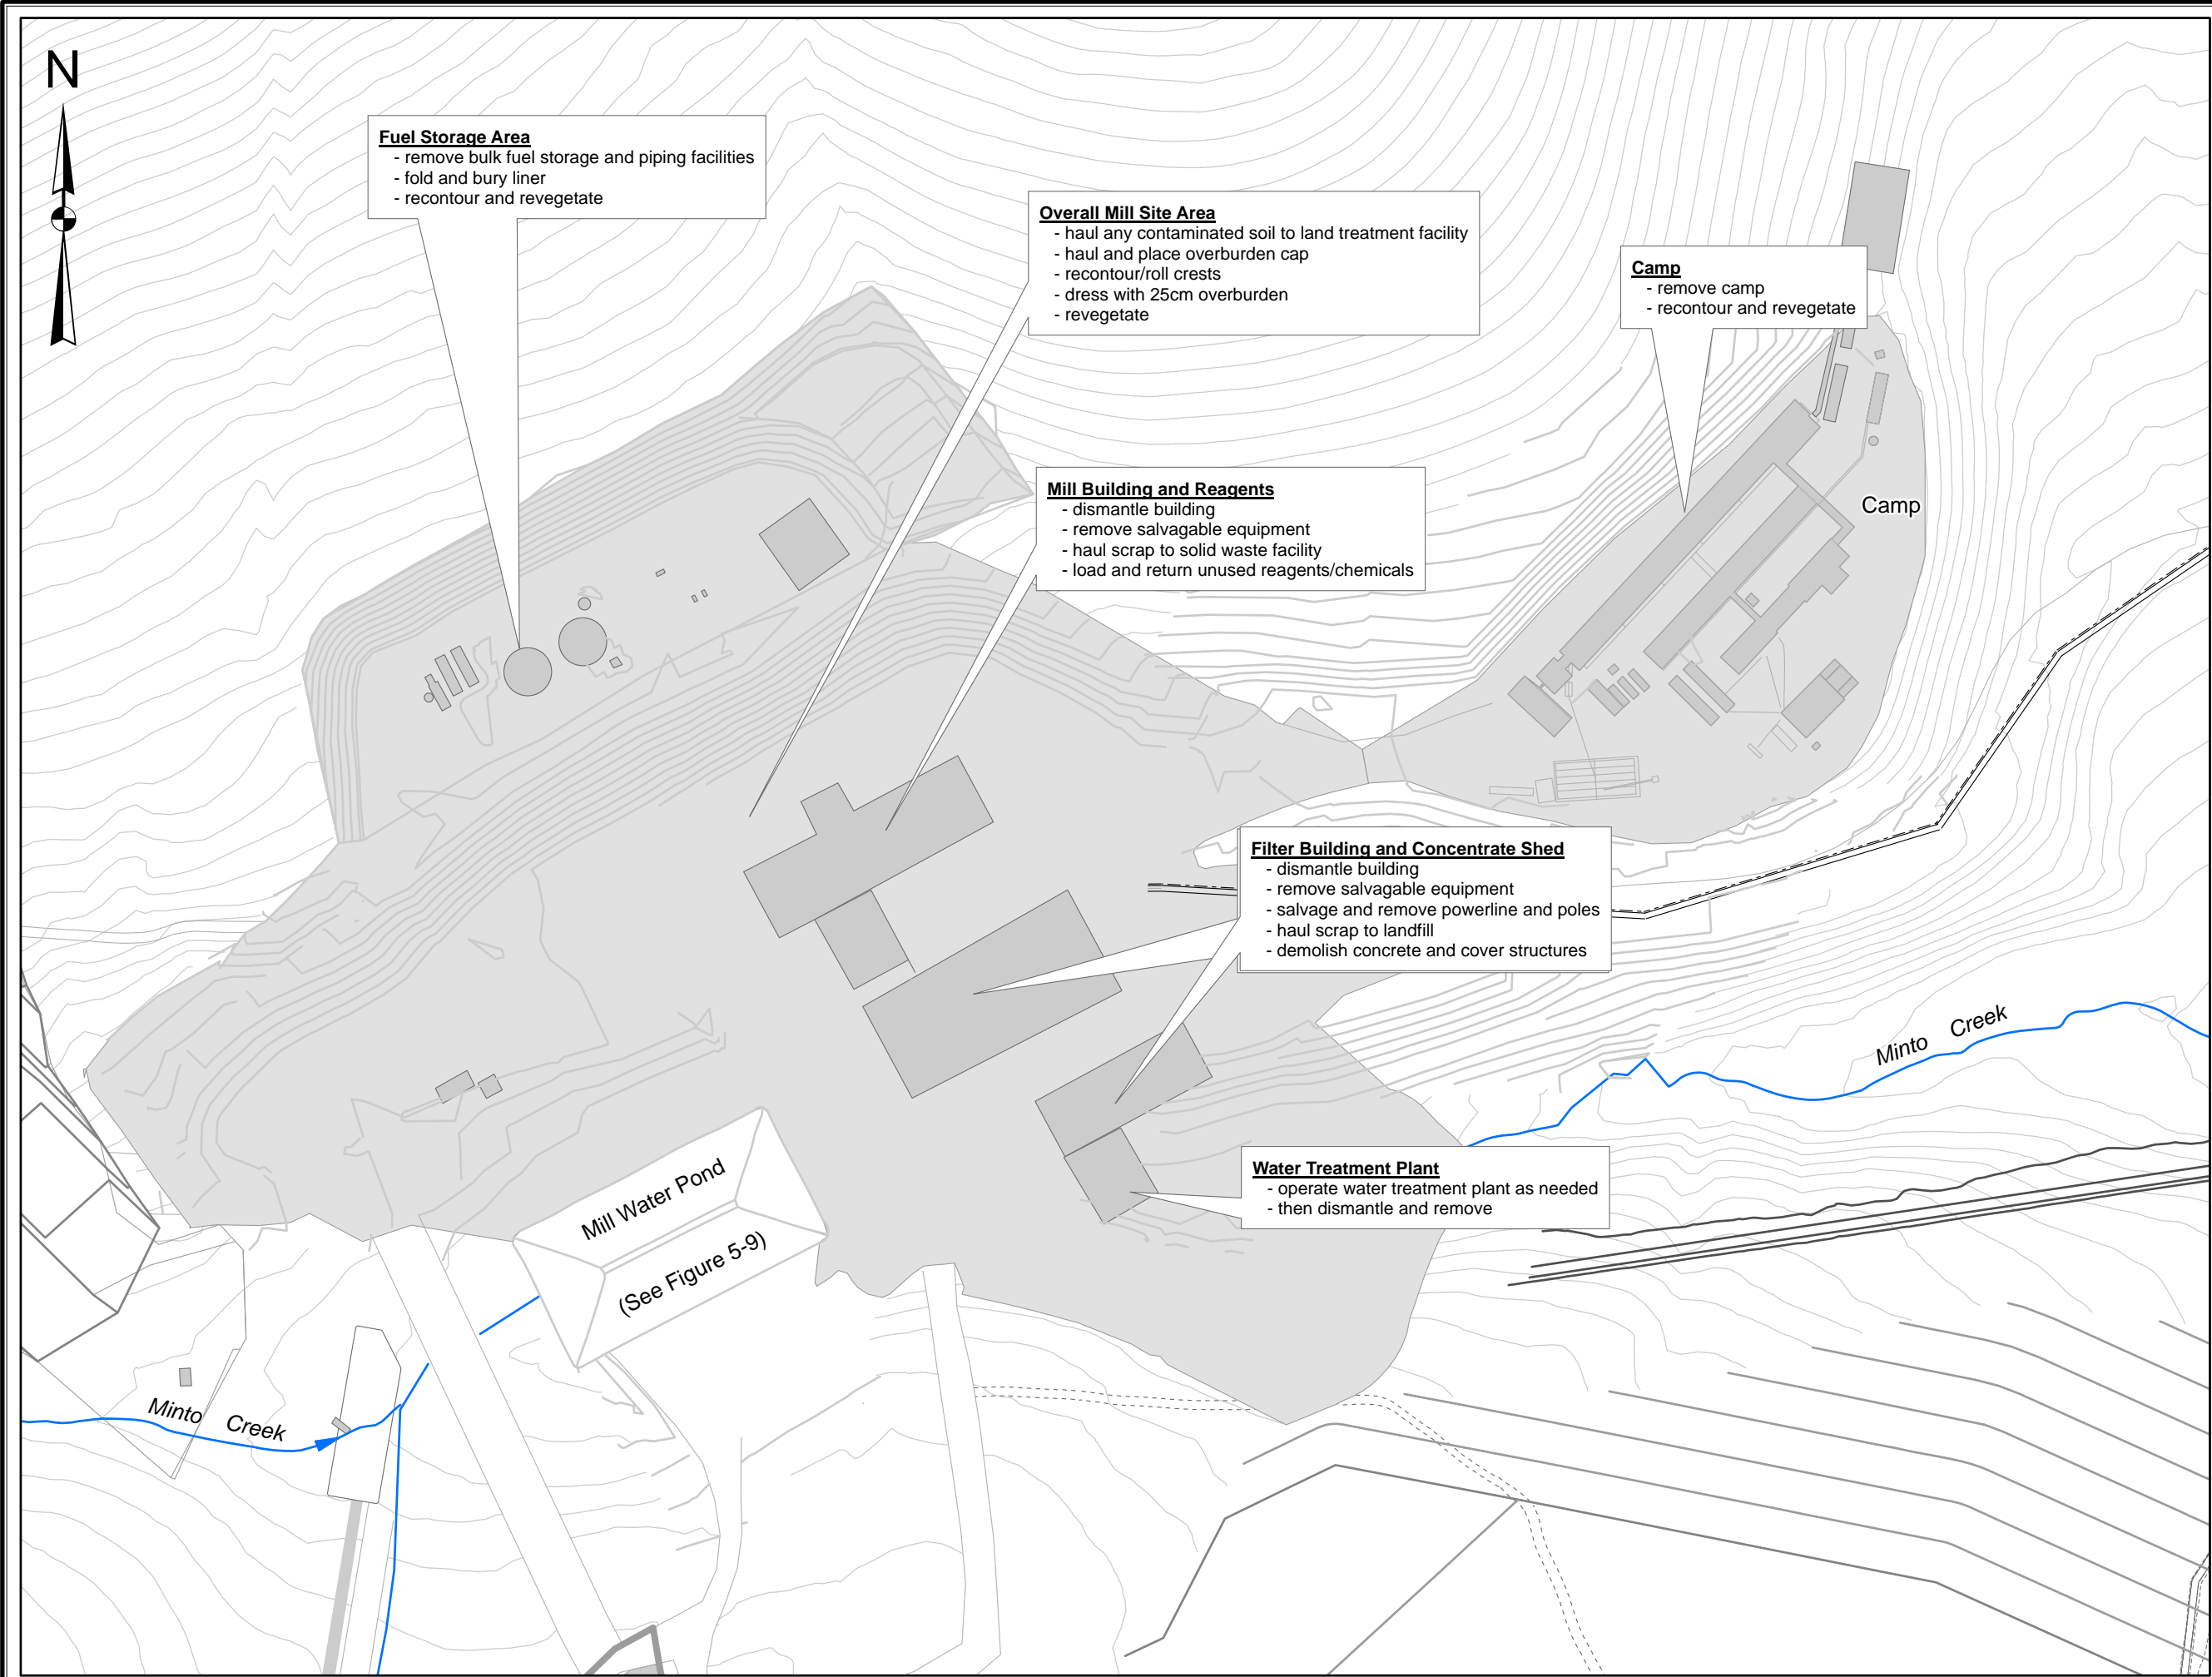 N
Fuel Storage Area
- remove bulk fuel storage and piping facilities
- fold and bury liner
- recontour and revegetate
Overall Mill Site Area
- haul any contaminated soil to land treatment facility
- haul and place overburden cap
- recontour/roll crests
- dress with 25cm overburden
- revegetate
Camp
- remove camp
- recontour and revegetate
Mill Building and Reagents
- dismantle building
- remove salvagable equipment
- haul scrap to solid waste facility
- load and return unused reagents/chemicals
Camp
Filter Building and Concentrate Shed
- dismantle building
- remove salvagable equipment
- salvage and remove powerline and poles
- haul scrap to landfill
- demolish concrete and cover structures
Minto Creek
Water Treatment Plant
- operate water treatment plant as needed
- then dismantle and remove
Mill Water Pond
(See Figure 5-9)
Minto Creek